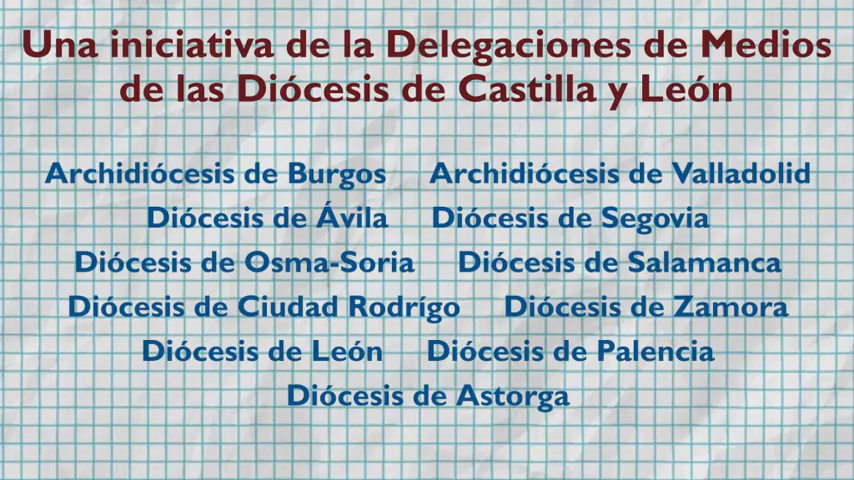 Una iniciativa de la Delegaciones de Medios
de las Diócesis de Castilla y León
Archidiócesis de Burgos Archidiócesis de Valladolid
Diócesis de Ávila Diócesis de Segovia
Diócesis de Osma-Soria Diócesis de Salamanca
Diócesis de Ciudad Rodrígo Diócesis de Zamora
Diócesis de León Diócesis de Palencia
Diócesis de Astorga